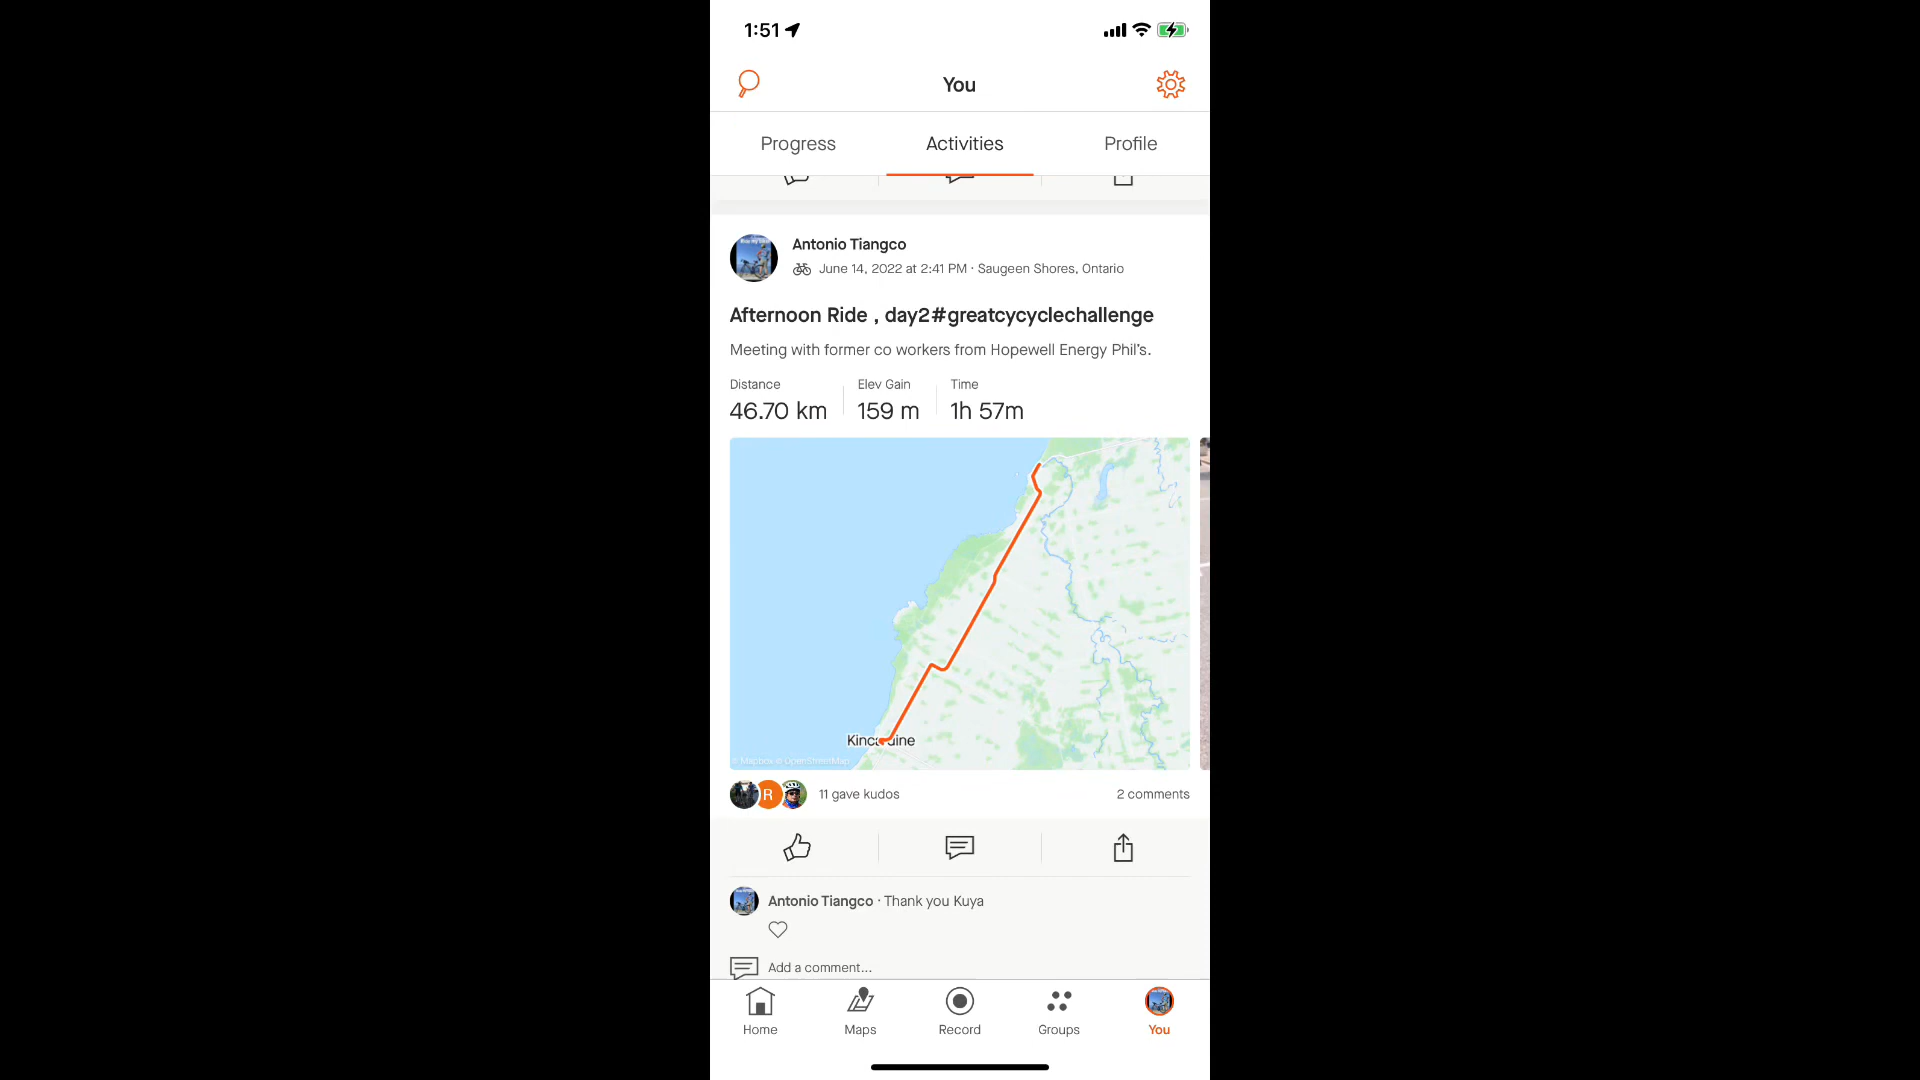 1:51
You
Progress
Activities
Profile
Antonio Tiangco
June 14, 2022 at 2:41 PM · Saugeen Shores, Ontario
Afternoon Ride , day2#greatcycyclechallenge
Meeting with former co workers from Hopewell Energy Phil's.
Distance
Elev Gain
Time
46.70 km
159 m
1h 57m
© Mapbox © OpenStreetMap
R
11 gave kudos
2 comments
Antonio Tiangco · Thank you Kuya
Add a comment...
Home
Maps
Record
Groups
You